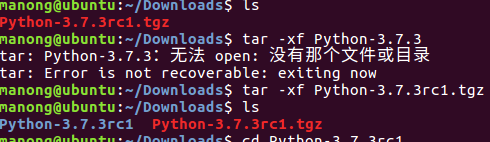 manong@ubuntu:~/Downloads$ ls
Python-3.7.3rc1.tgz
manong@ubuntu:~/Downloads$ tar -xf Python-3.7.3
tar: Python-3.7.3：无法 open: 没有那个文件或目录
tar: Error is not recoverable: exiting now
manong@ubuntu:~/Downloads$ tar -xf Python-3.7.3rc1.tgz
manong@ubuntu:~/Downloads$ ls
Python-3.7.3rc1  Python-3.7.3rc1.tgz
manong@ubuntu:~/Downloads$ cd Python-3.7.3rc1